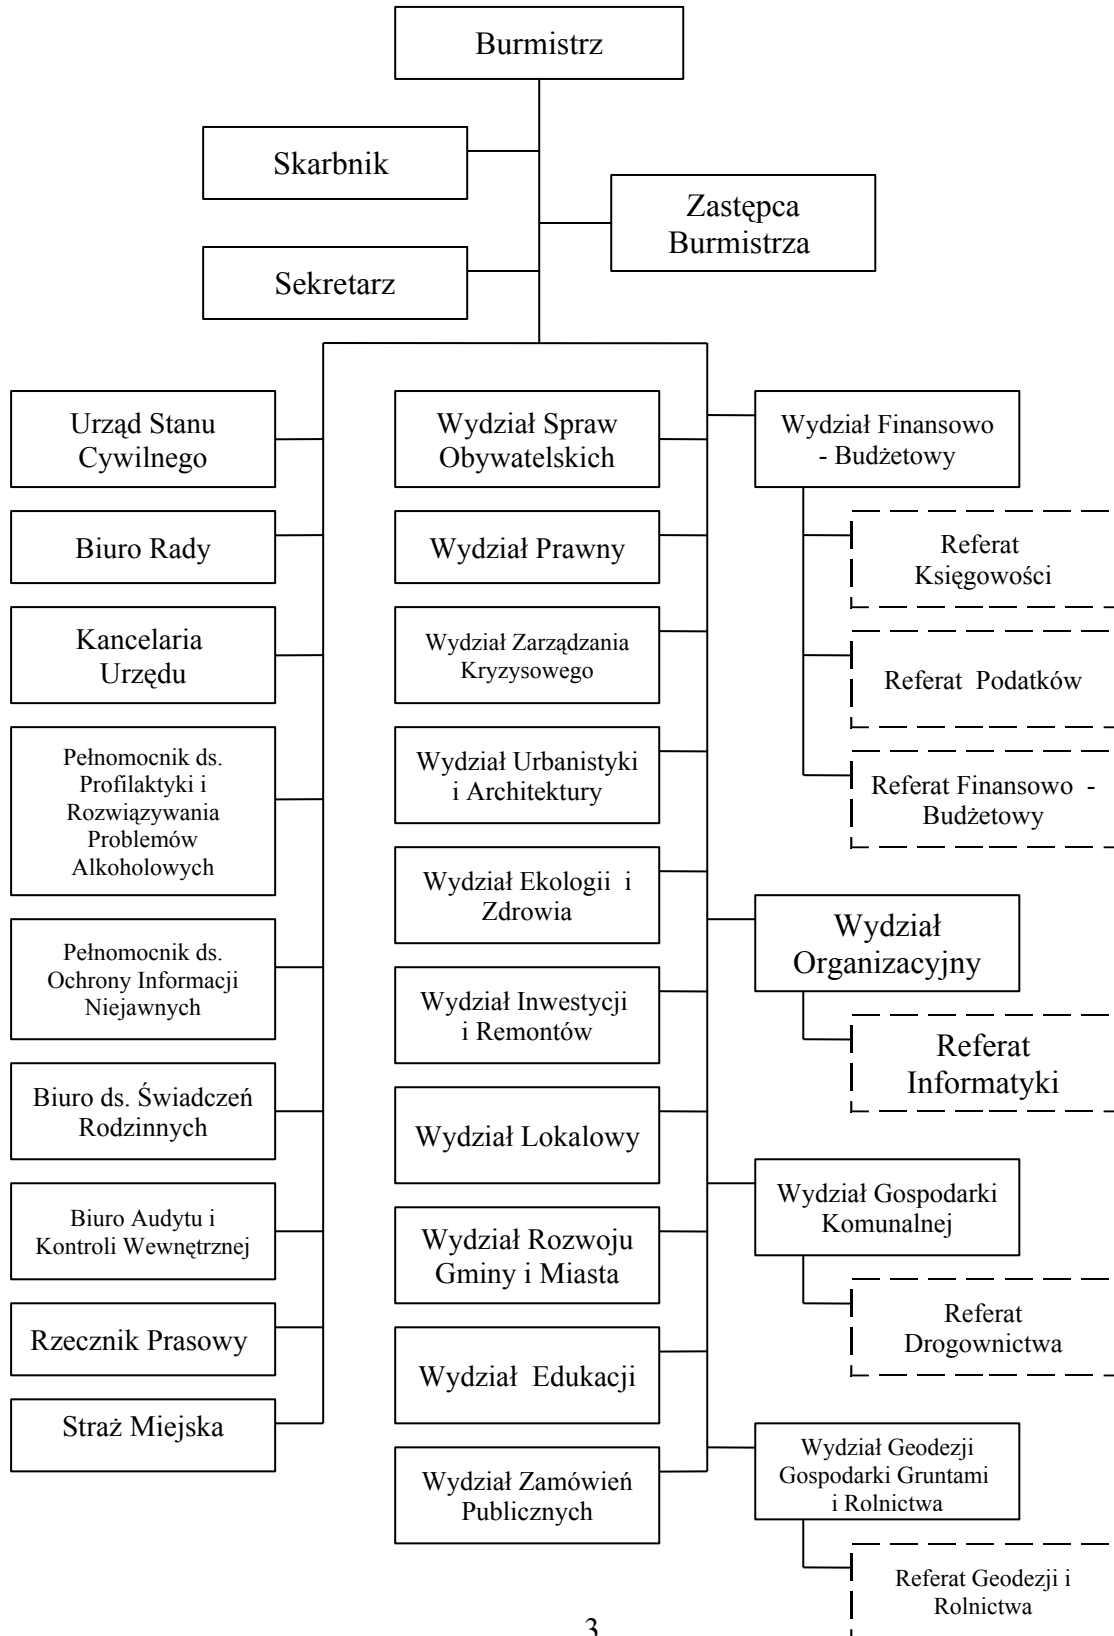 Burmistrz
Skarbnik
Zastępca
Burmistrza
Sekretarz
Urząd Stanu
Cywilnego
Biuro Rady
Kancelaria
Urzędu
Pełnomocnik ds.
Profilaktyki i
Rozwiązywania
Problemów
Alkoholowych
Pełnomocnik ds.
Ochrony Informacji
Niejawnych
Biuro ds. Świadczeń
Rodzinnych
Biuro Audytu i
Kontroli Wewnętrznej
Rzecznik Prasowy
Straż Miejska
Wydział Spraw
Obywatelskich
Wydział Prawny
Wydział Zarządzania
Kryzysowego
Wydział Urbanistyki
i Architektury
Wydział Ekologii i
Zdrowia
Wydział Inwestycji
i Remontów
Wydział Lokalowy
Wydział Rozwoju
Gminy i Miasta
Wydział Edukacji
Wydział Zamówień
Publicznych
Wydział Finansowo
- Budżetowy
Referat
Księgowości
Referat Podatków
Referat Finansowo -
Budżetowy
Wydział
Organizacyjny
Referat
Informatyki
Wydział Gospodarki
Komunalnej
Referat
Drogownictwa
Wydział Geodezji
Gospodarki Gruntami
i Rolnictwa
Referat Geodezji i
Rolnictwa
3